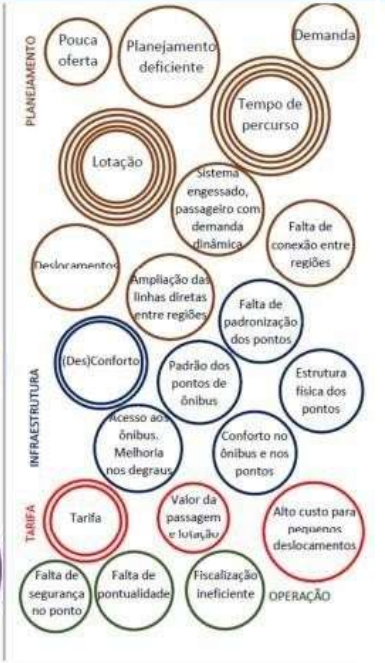 PLANEJAMENTO
Pouca
oferta
Planejamento
deficiente
Demanda
Tempo de
percurso
Lotação
Sistema
engessado,
passageiro com
demanda
dinâmica
Falta de
conexão entre
regiões
Deslocamentos
Ampliação das
linhas diretas
entre regiões
INFRAESTRUTURA
Falta de
padronização
dos pontos
(Des)Conforto
Padrão dos
pontos de
ônibus
Estrutura
física dos
pontos
Acesso aos
ônibus.
Melhoria
nos degraus
Conforto no
ônibus e nos
pontos
TARIFA
Tarifa
Valor da
passagem
e lotação
Alto custo para
pequenos
deslocamentos
Falta de
segurança
no ponto
Falta de
pontualidade
Fiscalização
ineficiente
OPERAÇÃO